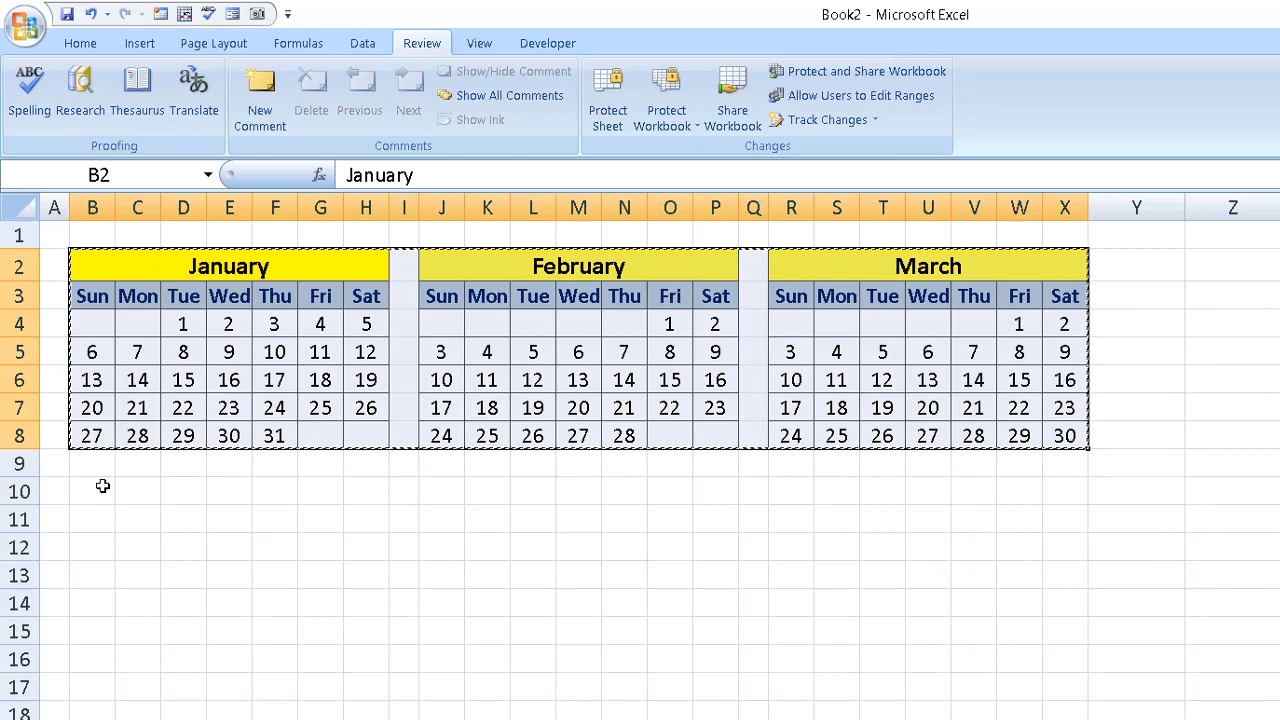 Book2 - Microsoft Excel
Home Insert Page Layout Formulas Data Review View Developer
ABC Spelling Research Thesaurus Translate
Proofing
New Comment Delete Previous Next
Show/Hide Comment
Show All Comments
Show Ink
Comments
Protect Sheet Protect Workbook Share Workbook
Protect and Share Workbook
Allow Users to Edit Ranges
Track Changes
Changes
B2 fx January
A B C D E F G H I J K L M N O P Q R S T U V W X Y Z
1
2 January February March
3 Sun Mon Tue Wed Thu Fri Sat Sun Mon Tue Wed Thu Fri Sat Sun Mon Tue Wed Thu Fri Sat
4 1 2 3 4 5 1 2 1 2
5 6 7 8 9 10 11 12 3 4 5 6 7 8 9 3 4 5 6 7 8 9
6 13 14 15 16 17 18 19 10 11 12 13 14 15 16 10 11 12 13 14 15 16
7 20 21 22 23 24 25 26 17 18 19 20 21 22 23 17 18 19 20 21 22 23
8 27 28 29 30 31 24 25 26 27 28 24 25 26 27 28 29 30
9
10
11
12
13
14
15
16
17
18